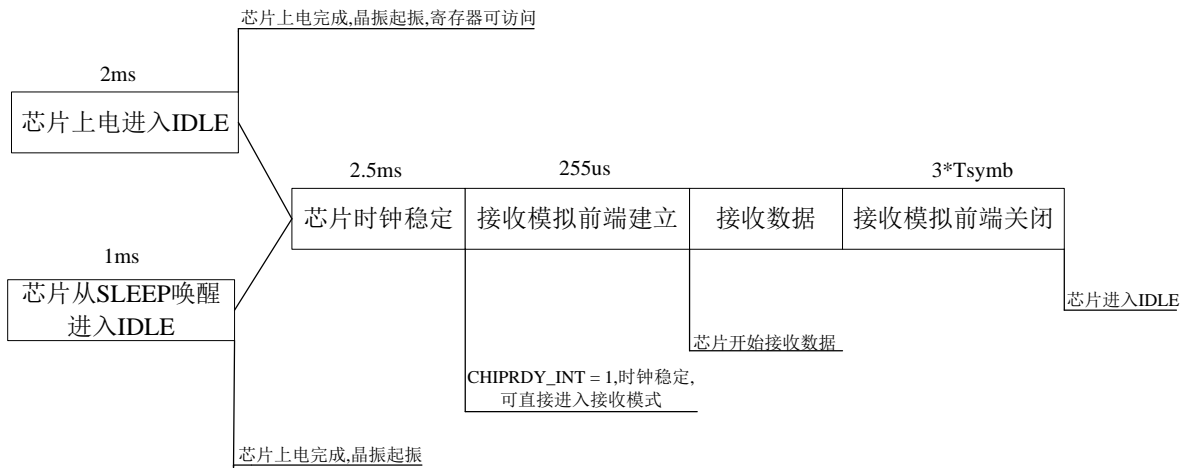 芯片上电完成,晶振起振,寄存器可访问
2ms
芯片上电进入IDLE
2.5ms
255us
3*Tsymb
芯片时钟稳定
接收模拟前端建立
接收数据
接收模拟前端关闭
1ms
芯片从SLEEP唤醒
进入IDLE
芯片进入IDLE
芯片开始接收数据
CHIPRDY_INT = 1,时钟稳定,
可直接进入接收模式
芯片上电完成,晶振起振